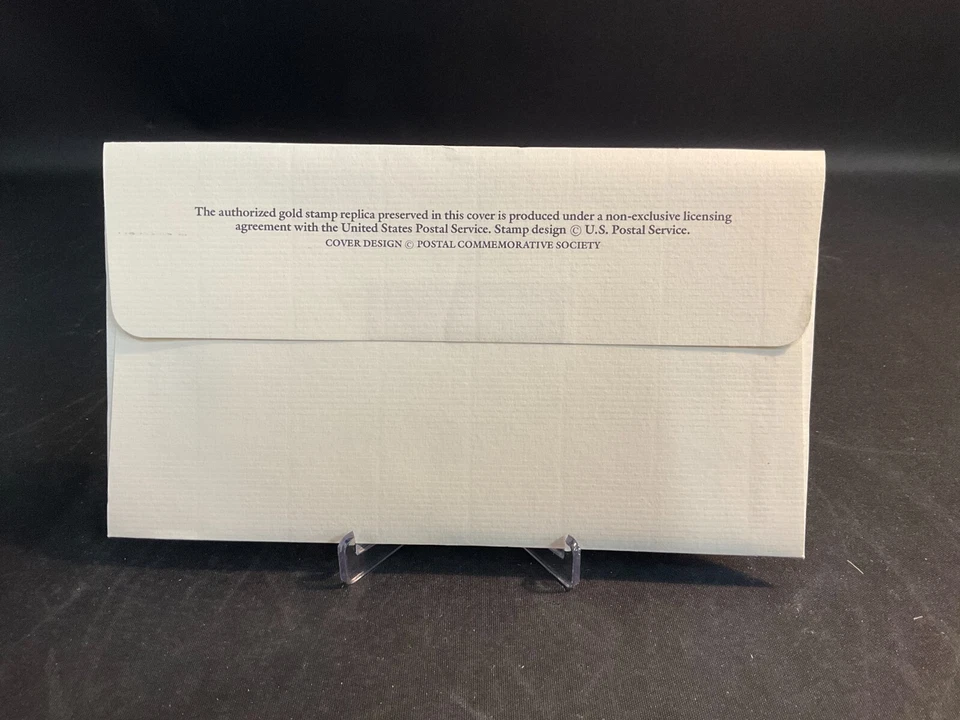 The authorized gold stamp replica preserved in this cover is produced under a non-exclusive licensing
agreement with the United States Postal Service. Stamp design © U.S. Postal Service.
COVER DESIGN © POSTAL COMMEMORATIVE SOCIETY